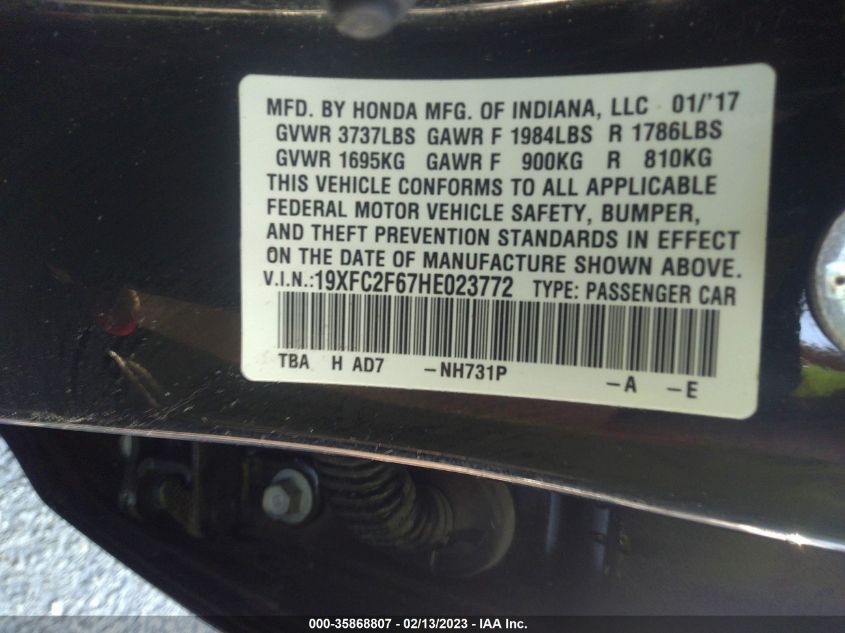 MFD. BY HONDA MFG. OF INDIANA, LLC 01/'17
GVWR 3737LBS GAWR F 1984LBS R 1786LBS
GVWR 1695KG GAWR F 900KG R 810KG
THIS VEHICLE CONFORMS TO ALL APPLICABLE
FEDERAL MOTOR VEHICLE SAFETY, BUMPER,
AND THEFT PREVENTION STANDARDS IN EFFECT
ON THE DATE OF MANUFACTURE SHOWN ABOVE.
V.I.N.:19XFC2F67HE023772 TYPE: PASSENGER CAR
TBA H AD7 -NH731P -A -E
000-35868807 - 02/13/2023 - IAA Inc.